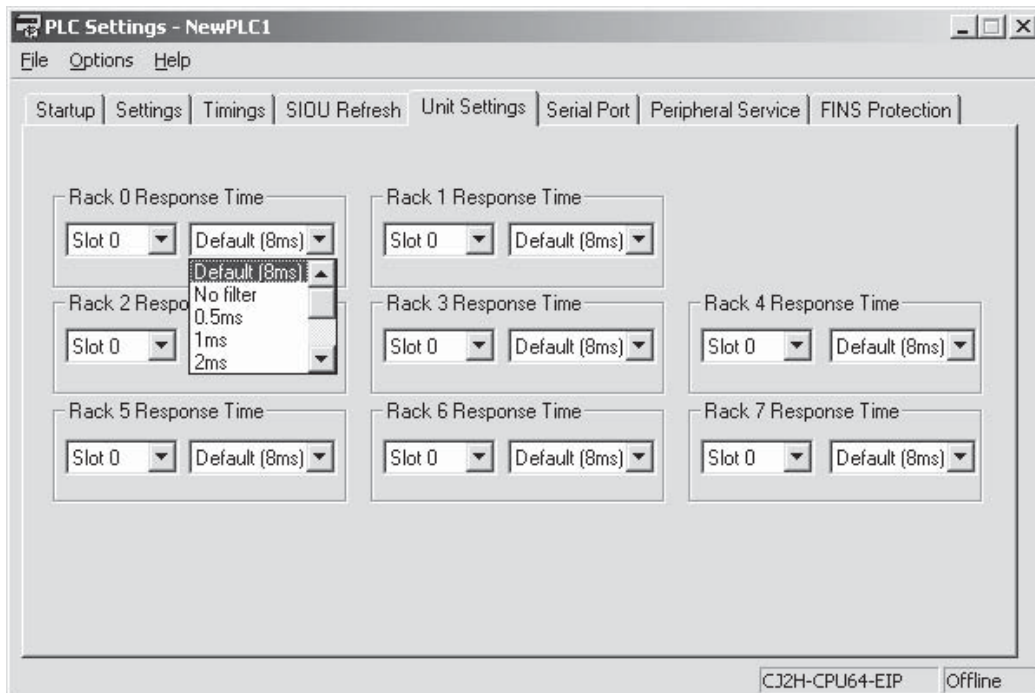 PLC Settings - NewPLC1
File Options Help
Startup Settings Timings SIOU Refresh Unit Settings Serial Port Peripheral Service FINS Protection
Rack 0 Response Time Rack 1 Response Time
Slot 0 Default (8ms) Slot 0 Default (8ms)
Default (8ms)
No filter
0.5ms
1ms
2ms
Rack 2 Respo Rack 3 Response Time Rack 4 Response Time
Slot 0 Slot 0 Default (8ms) Slot 0 Default (8ms)
Rack 5 Response Time Rack 6 Response Time Rack 7 Response Time
Slot 0 Default (8ms) Slot 0 Default (8ms) Slot 0 Default (8ms)
CJ2H-CPU64-EIP Offline